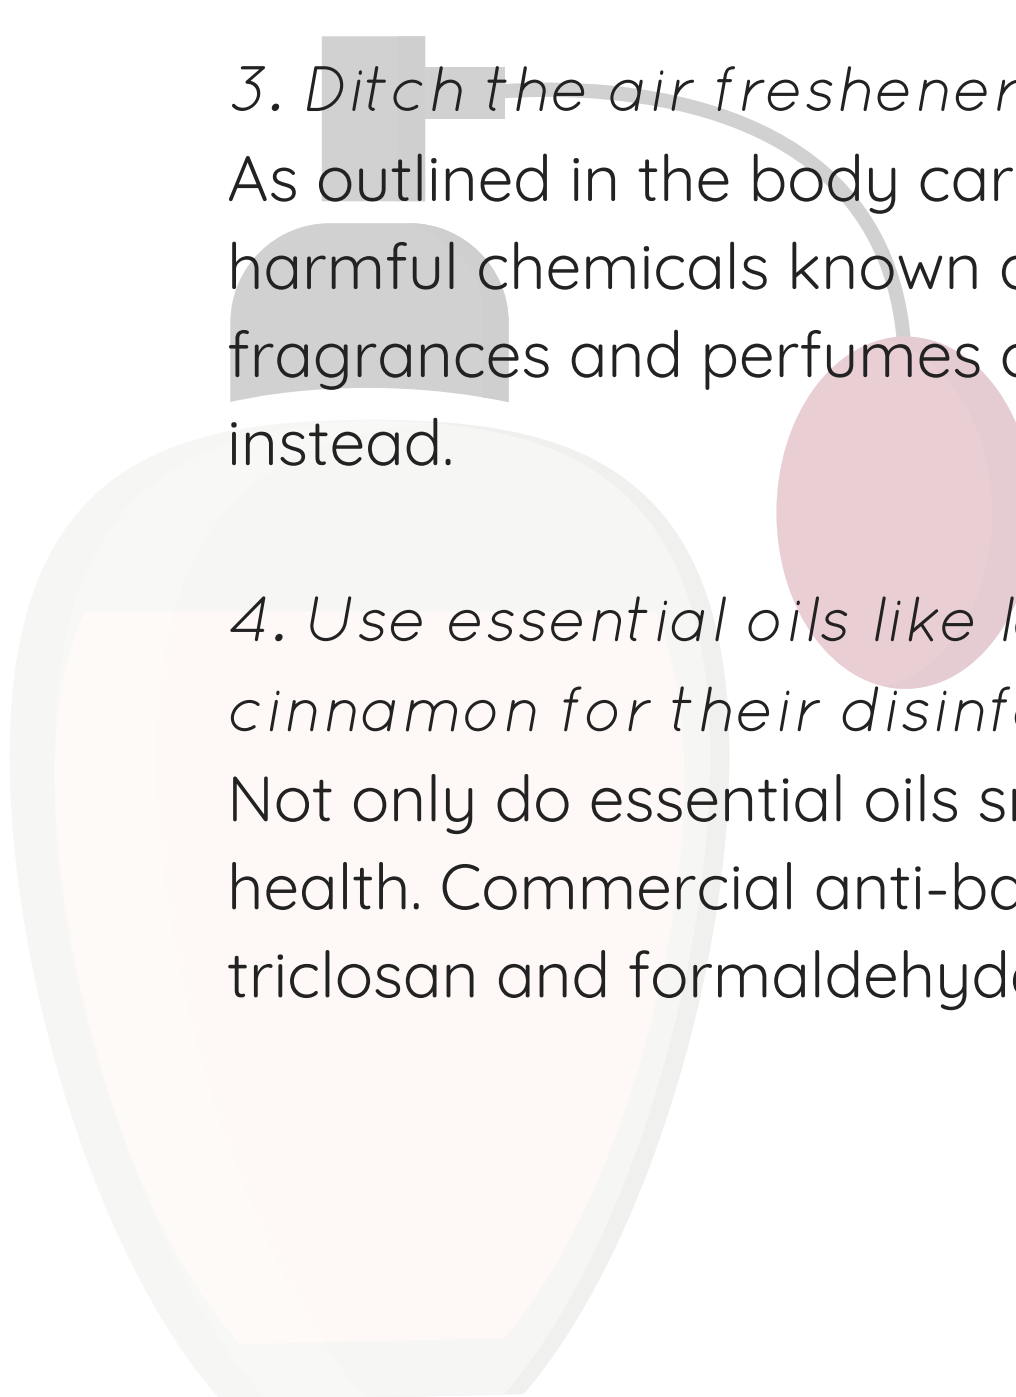 3. Ditch the air freshener
As outlined in the body car
harmful chemicals known
fragrances and perfumes
instead.
4. Use essential oils like
cinnamon for their disinf
Not only do essential oils
health. Commercial anti-ba
triclosan and formaldehyd